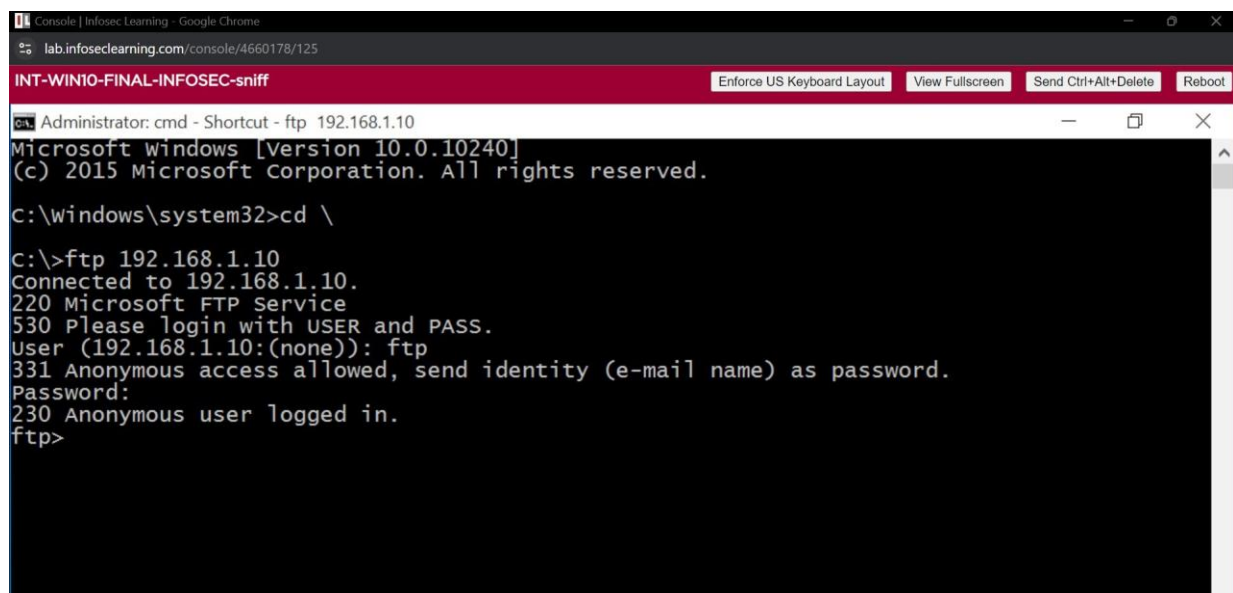 Console | Infosec Learning - Google Chrome
lab.infoseclearning.com/console/4660178/125
INT-WIN10-FINAL-INFOSEC-sniff
Enforce US Keyboard Layout
View Fullscreen
Send Ctrl+Alt+Delete
Reboot
Administrator: cmd - Shortcut - ftp 192.168.1.10
Microsoft Windows [Version 10.0.10240]
(c) 2015 Microsoft Corporation. All rights reserved.
C:\Windows\system32>cd \
C:\>ftp 192.168.1.10
Connected to 192.168.1.10.
220 Microsoft FTP Service
530 Please login with USER and PASS.
User (192.168.1.10:(none)): ftp
331 Anonymous access allowed, send identity (e-mail name) as password.
Password:
230 Anonymous user logged in.
ftp>